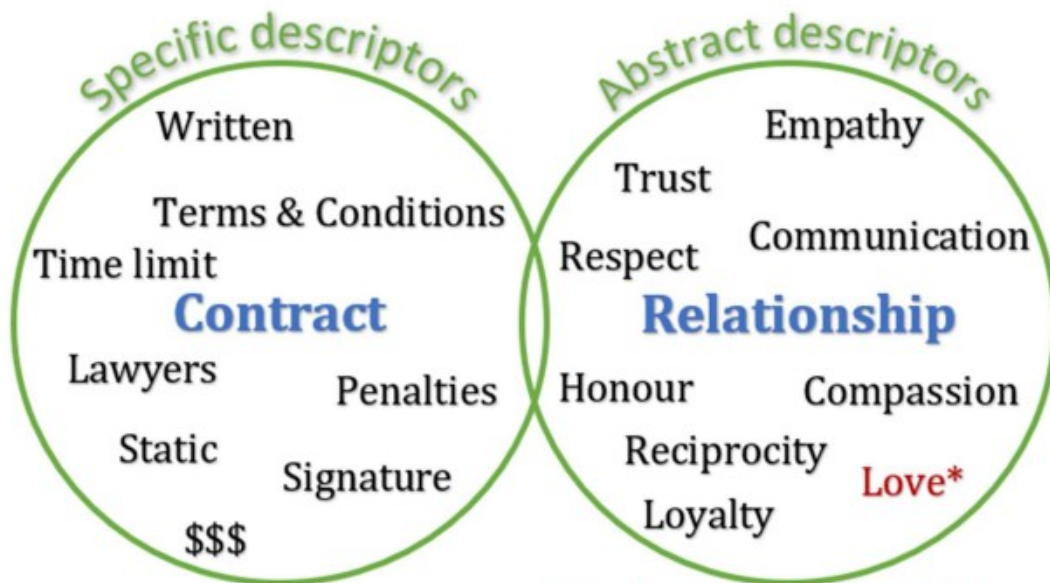 Specific descriptors
Written
Terms & Conditions
Time limit
Contract
Lawyers
Penalties
Static
Signature
$$$
Abstract descriptors
Empathy
Trust
Communication
Respect
Relationship
Honour
Compassion
Reciprocity
Love*
Loyalty